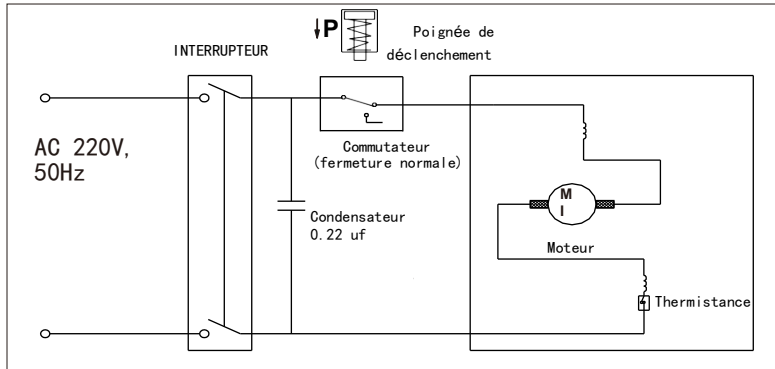 P
Poignée de
déclenchement
INTERRUPTEUR
AC 220V,
50Hz
Commutateur
(fermeture normale)
Condensateur
0.22 uf
M
I
Moteur
Thermistance